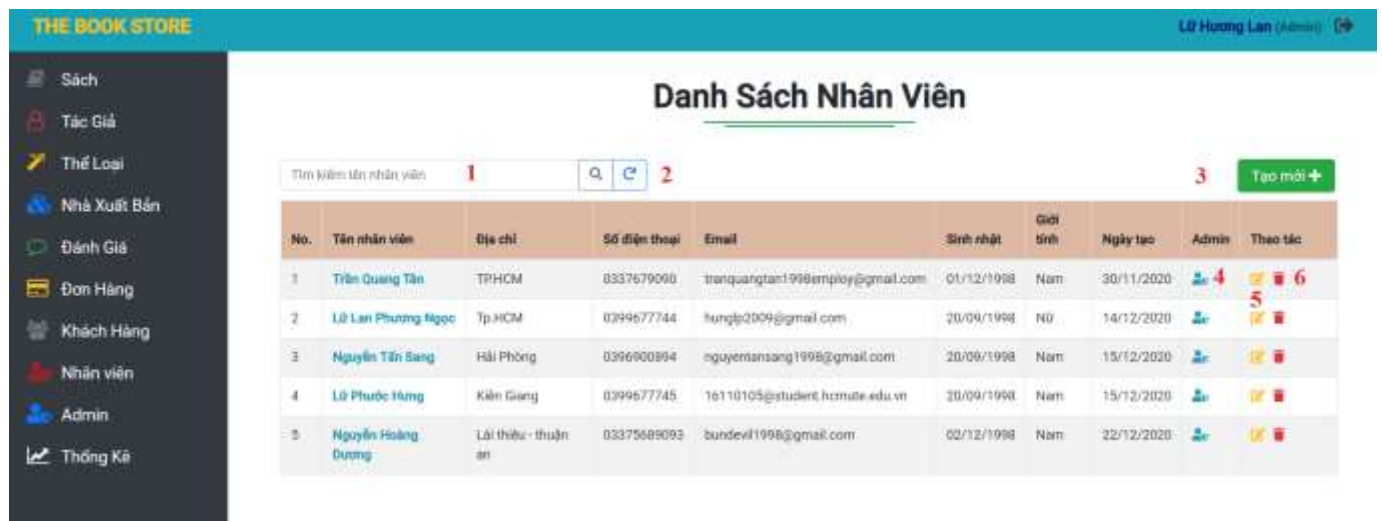 THE BOOK STORE
Lữ Hương Lan (Admin)
Sách
Tác Giả
Thể Loại
Nhà Xuất Bản
Đánh Giá
Đơn Hàng
Khách Hàng
Nhân viên
Admin
Thống Kê
Danh Sách Nhân Viên
Tìm kiếm tên nhân viên 1 2 3 Tạo mới
No. Tên nhân viên Địa chỉ Số điện thoại Email Sinh nhật Giới tính Ngày tạo Admin Thao tác
1 Trần Quang Tân TP.HCM 0337679090 tranquangtan1998employ@gmail.com 01/12/1998 Nam 30/11/2020 4 6
5
2 Lữ Lan Phương Ngọc Tp.HCM 0399677744 hunglp2009@gmail.com 20/09/1998 Nữ 14/12/2020
3 Nguyễn Tấn Sang Hải Phòng 0396900894 nguyentansang1998@gmail.com 20/09/1998 Nam 15/12/2020
4 Lữ Phước Hưng Kiên Giang 0399677745 16110105@student.hcmute.edu.vn 20/09/1998 Nam 15/12/2020
5 Nguyễn Hoàng Dương Lái thiêu - thuận an 03375689093 bundevil1998@gmail.com 02/12/1998 Nam 22/12/2020